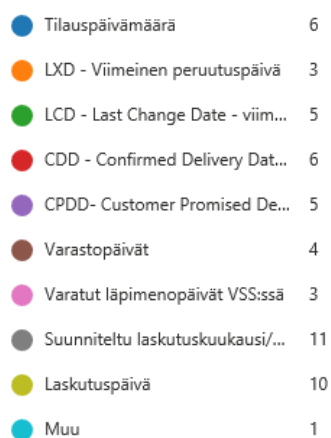 Tilauspäivämäärä 6
LXD - Viimeinen peruutuspäivä 3
LCD - Last Change Date - viim... 5
CDD - Confirmed Delivery Dat... 6
CPDD- Customer Promised De... 5
Varastopäivät 4
Varatut läpimenopäivät VSS:ssä 3
Suunniteltu laskutuskuukausi/... 11
Laskutuspäivä 10
Muu 1